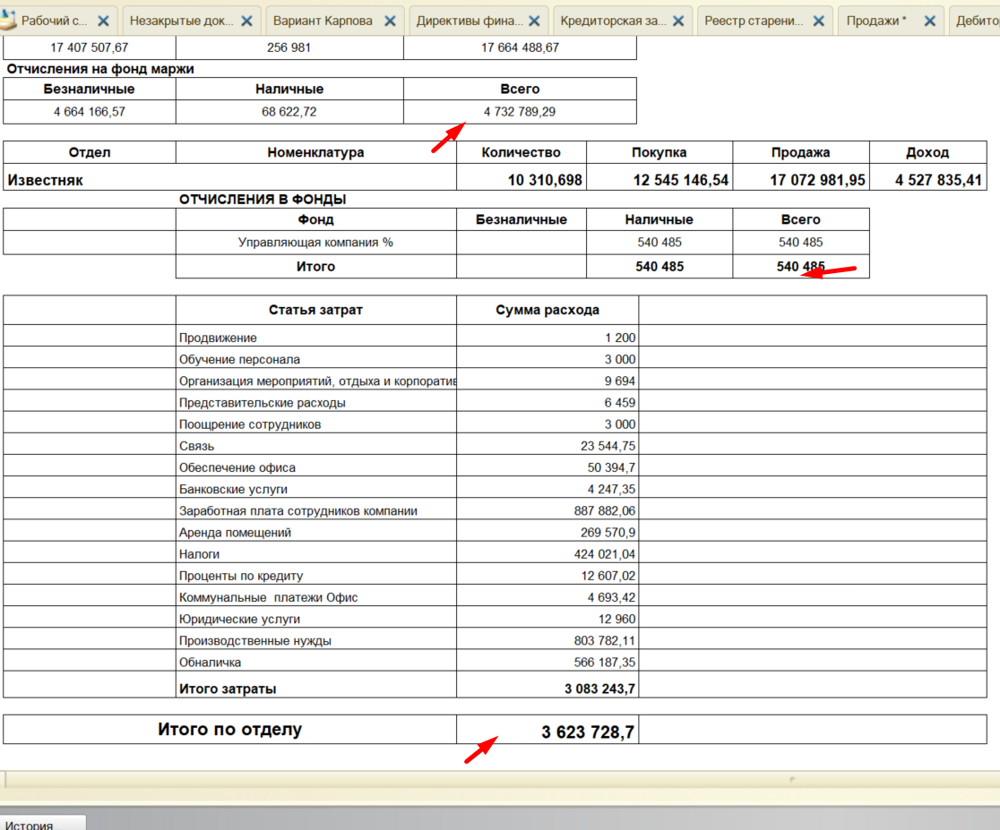 Рабочий с... Незакрытые док... Вариант Карпова Директивы фина... Кредиторская за... Реестр старени... Продажи * Дебито
17 407 507,67 256 981 17 664 488,67
Отчисления на фонд маржи
Безналичные Наличные Всего
4 664 166,57 68 622,72 4 732 789,29
Отдел Номенклатура Количество Покупка Продажа Доход
Известняк 10 310,698 12 545 146,54 17 072 981,95 4 527 835,41
ОТЧИСЛЕНИЯ В ФОНДЫ
Фонд Безналичные Наличные Всего
Управляющая компания % 540 485 540 485
Итого 540 485 540 485
Статья затрат Сумма расхода
Продвижение 1 200
Обучение персонала 3 000
Организация мероприятий, отдыха и корпоратив 9 694
Представительские расходы 6 459
Поощрение сотрудников 3 000
Связь 23 544,75
Обеспечение офиса 50 394,7
Банковские услуги 4 247,35
Заработная плата сотрудников компании 887 882,06
Аренда помещений 269 570,9
Налоги 424 021,04
Проценты по кредиту 12 607,02
Коммунальные платежи Офис 4 693,42
Юридические услуги 12 960
Производственные нужды 803 782,11
Обналичка 566 187,35
Итого затраты 3 083 243,7
Итого по отделу 3 623 728,7
История